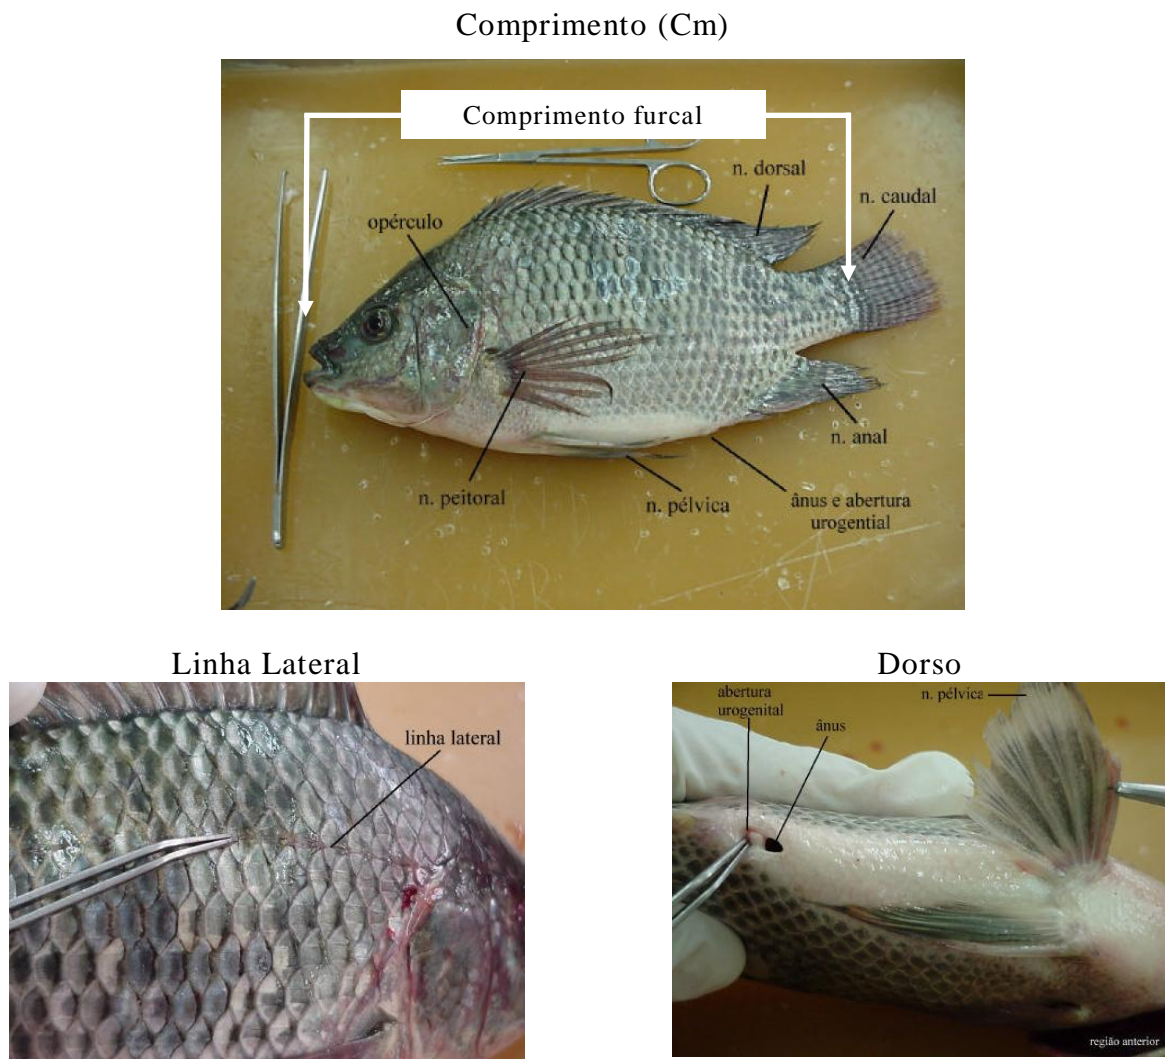 Comprimento (Cm)
Comprimento furcal
n. dorsal
n. caudal
opérculo
n. anal
n. peitoral
n. pélvica
ânus e abertura
urogential
Linha Lateral
Dorso
linha lateral
abertura
urogenital
n. pélvica
ânus
região anterior